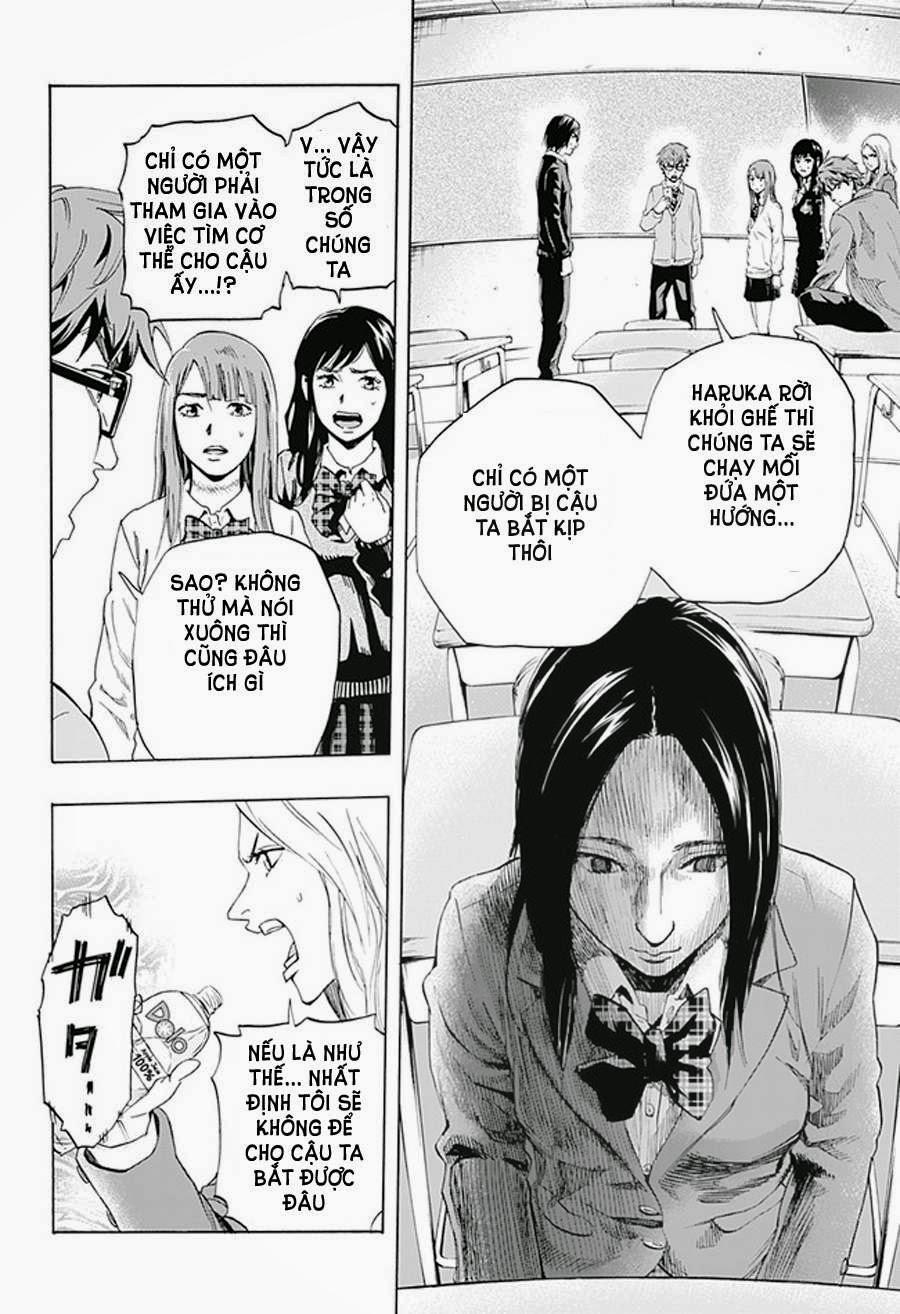 HARUKA RỜI
KHỎI GHẾ THÌ
CHÚNG TA SẼ
CHẠY MỖI
ĐỨA MỘT
HƯỚNG...
CHỈ CÓ MỘT
NGƯỜI BỊ CẬU
TA BẮT KỊP
THÔI
V... VẬY
TỨC LÀ
TRONG
SỐ
CHÚNG
TA
CHỈ CÓ MỘT
NGƯỜI PHẢI
THAM GIA VÀO
VIỆC TÌM CƠ
THỂ CHO CẬU
ẤY...!?
SAO? KHÔNG
THỬ MÀ NÓI
XUÔNG THÌ
CŨNG ĐÂU
ÍCH GÌ
NẾU LÀ NHƯ
THẾ... NHẤT
ĐỊNH TÔI SẼ
KHÔNG ĐỂ
CHO CẬU TA
BẮT ĐƯỢC
ĐÂU
ガタ...
100%